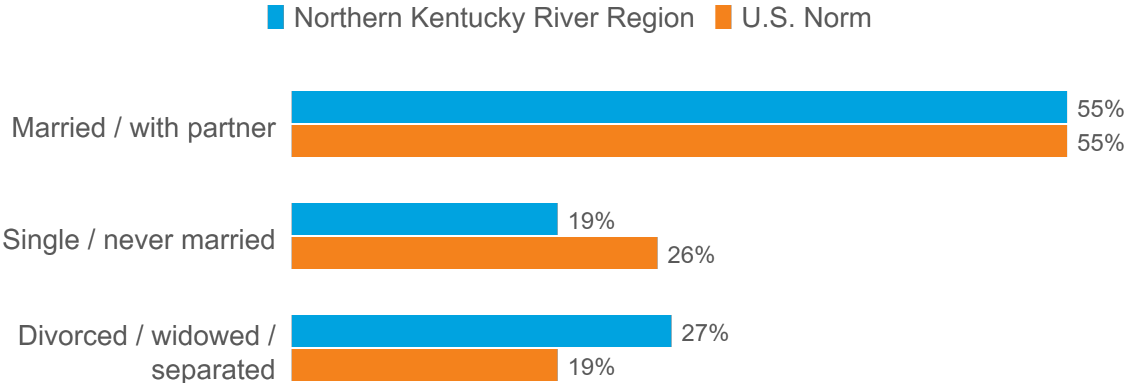 Northern Kentucky River Region U.S. Norm
55%
Married / with partner
55%
19%
Single / never married
26%
Divorced / widowed /
separated
27%
19%